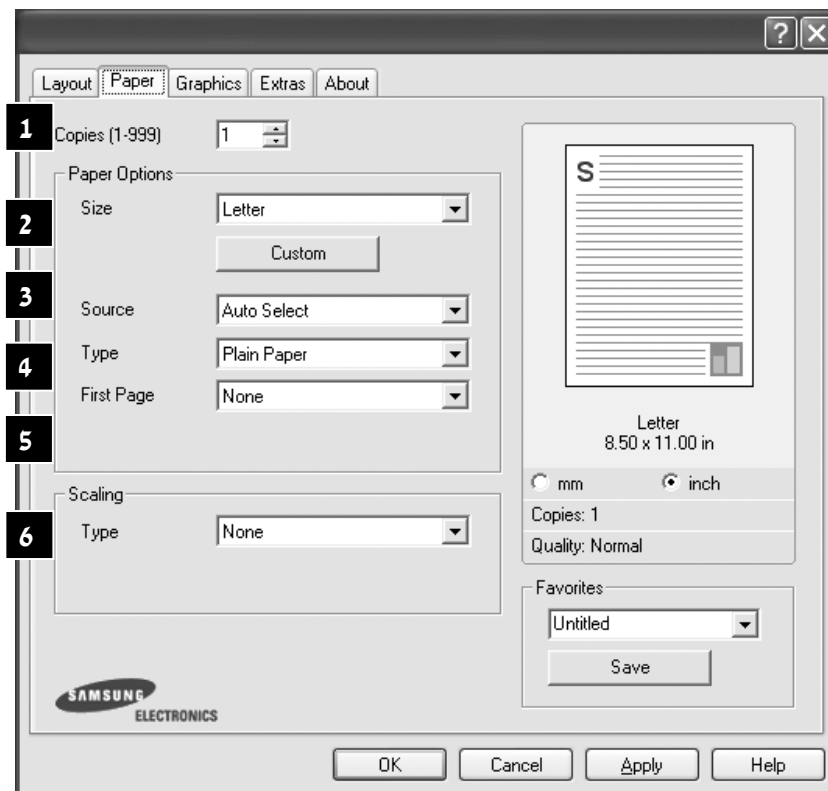 ? X
Layout Paper Graphics Extras About
1 Copies (1-999) 1
Paper Options
2 Size Letter
Custom
3 Source Auto Select
4 Type Plain Paper
5 First Page None
Scaling
6 Type None
S
Letter
8.50 x 11.00 in
mm inch
Copies: 1
Quality: Normal
Favorites
Untitled
Save
SAMSUNG
ELECTRONICS
OK Cancel Apply Help